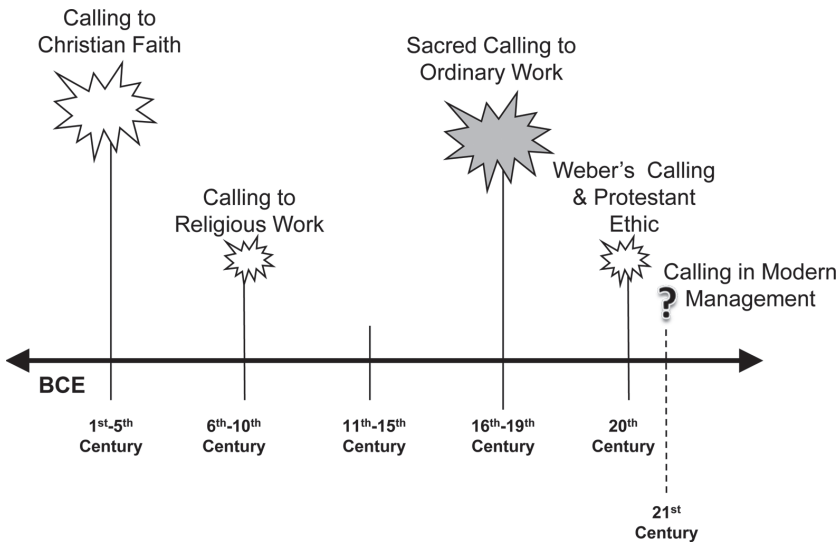 Calling to
Christian Faith
Sacred Calling to
Ordinary Work
Weber's Calling
& Protestant
Ethic
Calling to
Religious Work
Calling in Modern
? Management
BCE
1st-5th
Century
6th-10th
Century
11th-15th
Century
16th-19th
Century
20th
Century
21st
Century